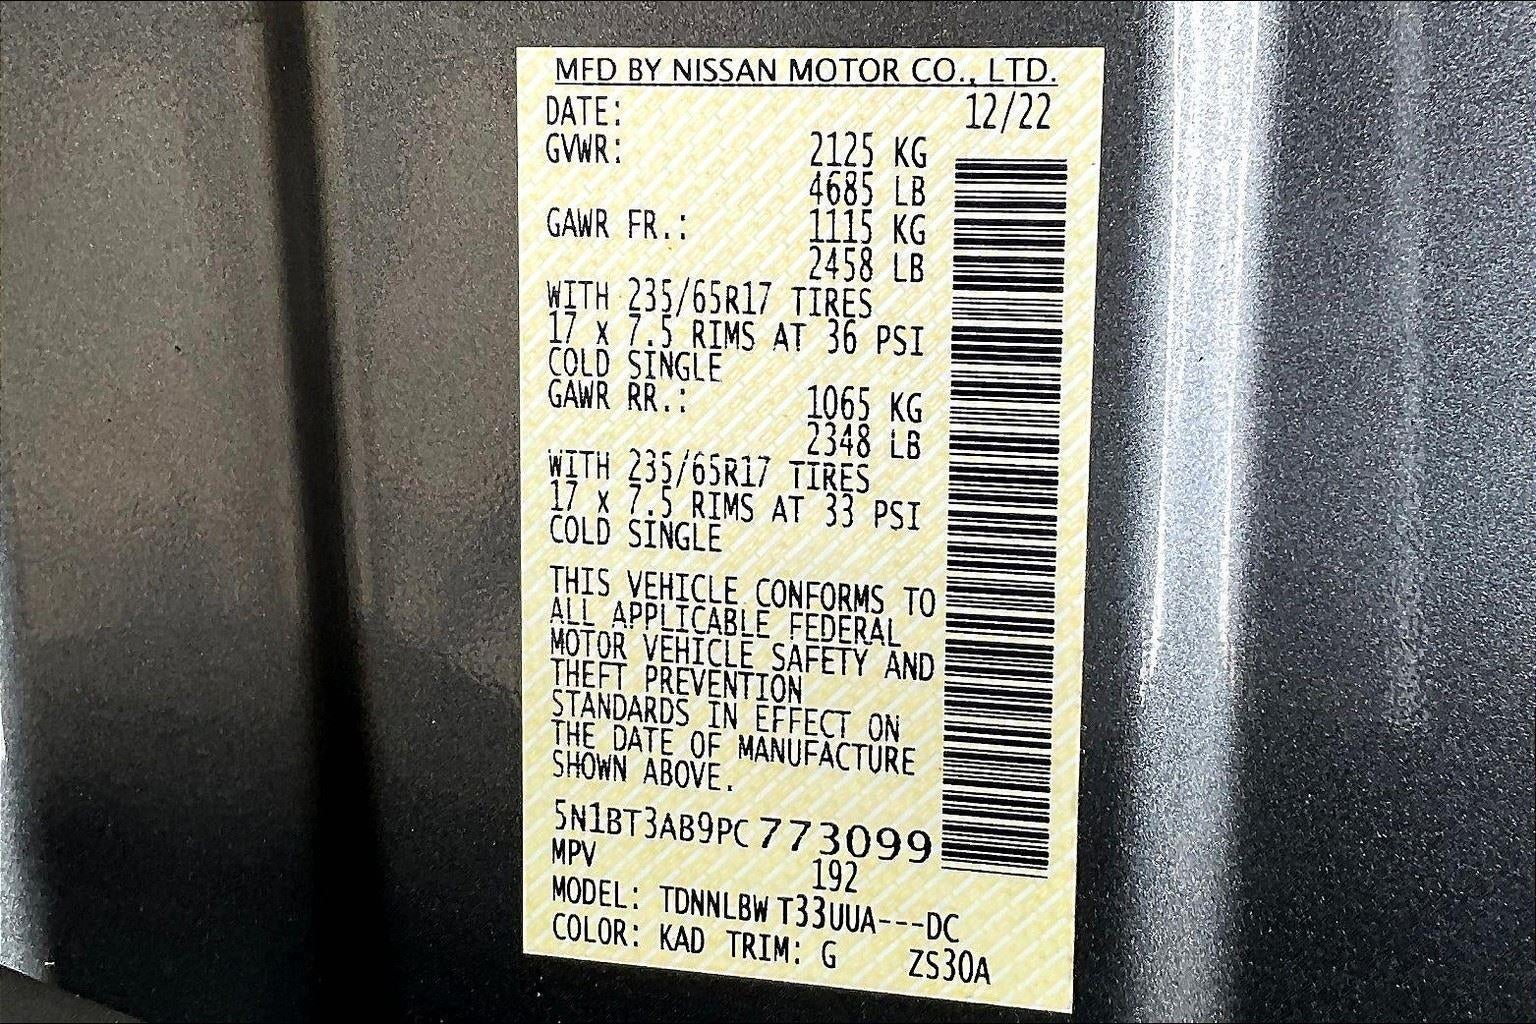 MFD BY NISSAN MOTOR CO., LTD.
DATE: 12/22
GVWR: 2125 KG
4685 LB
GAWR FR.: 1115 KG
2458 LB
WITH 235/65R17 TIRES
17 x 7.5 RIMS AT 36 PSI
COLD SINGLE
GAWR RR.: 1065 KG
2348 LB
WITH 235/65R17 TIRES
17 x 7.5 RIMS AT 33 PSI
COLD SINGLE
THIS VEHICLE CONFORMS TO
ALL APPLICABLE FEDERAL
MOTOR VEHICLE SAFETY AND
THEFT PREVENTION
STANDARDS IN EFFECT ON
THE DATE OF MANUFACTURE
SHOWN ABOVE.
5N1BT3AB9PC773099
MPV 192
MODEL: TDNNLBW T33UUA---DC
COLOR: KAD TRIM: G ZS30A